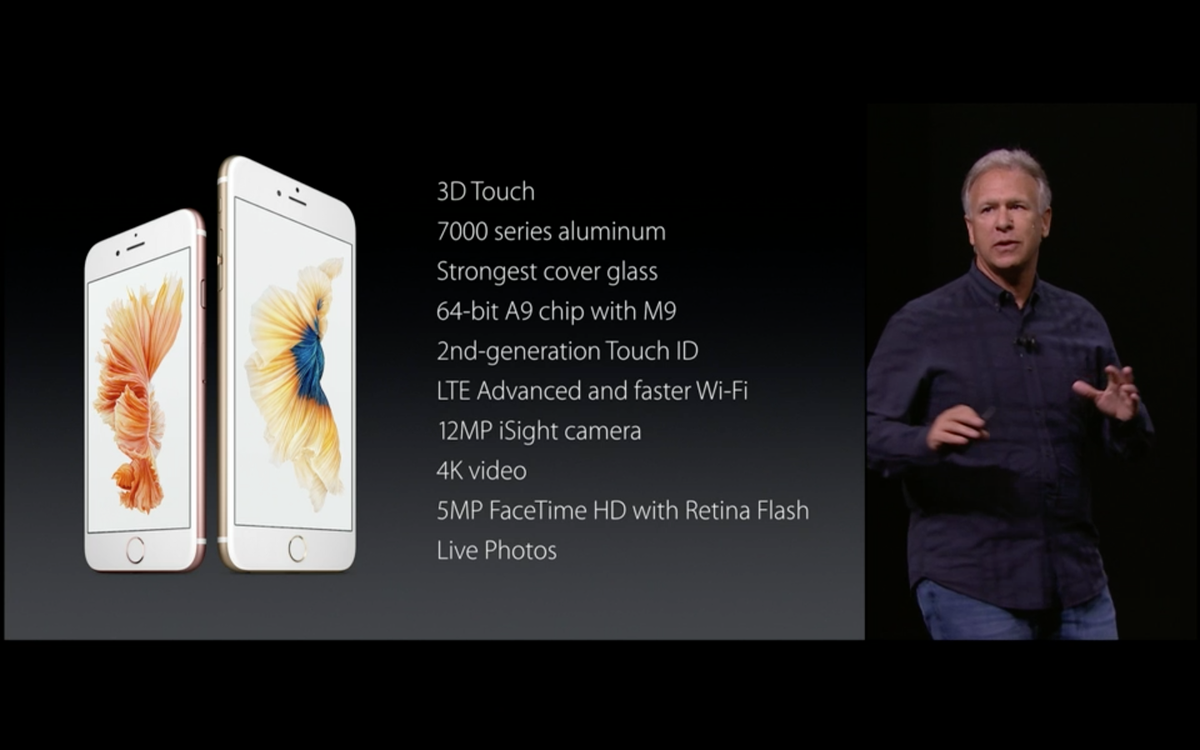 3D Touch
7000 series aluminum
Strongest cover glass
64-bit A9 chip with M9
2nd-generation Touch ID
LTE Advanced and faster Wi-Fi
12MP iSight camera
4K video
5MP FaceTime HD with Retina Flash
Live Photos